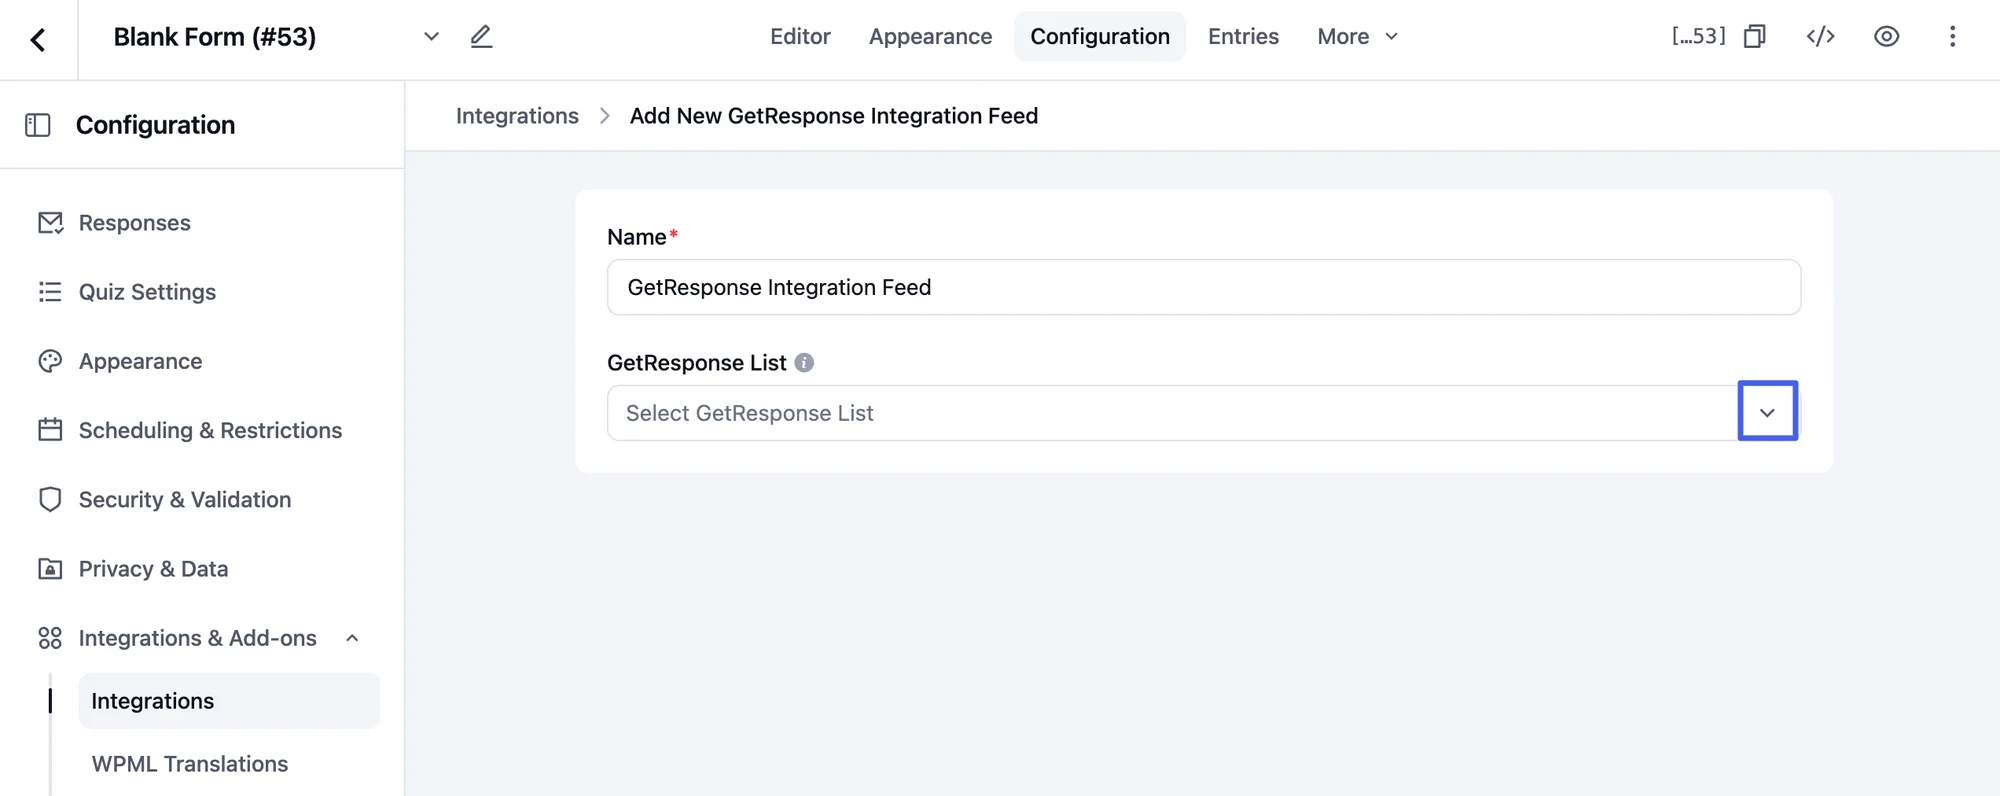 Blank Form (#53)
Editor
Appearance
Configuration
Entries
More
[...53]
Configuration
Responses
Quiz Settings
Appearance
Scheduling & Restrictions
Security & Validation
Privacy & Data
Integrations & Add-ons
Integrations
WPML Translations
Integrations > Add New GetResponse Integration Feed
Name*
GetResponse Integration Feed
GetResponse List
Select GetResponse List